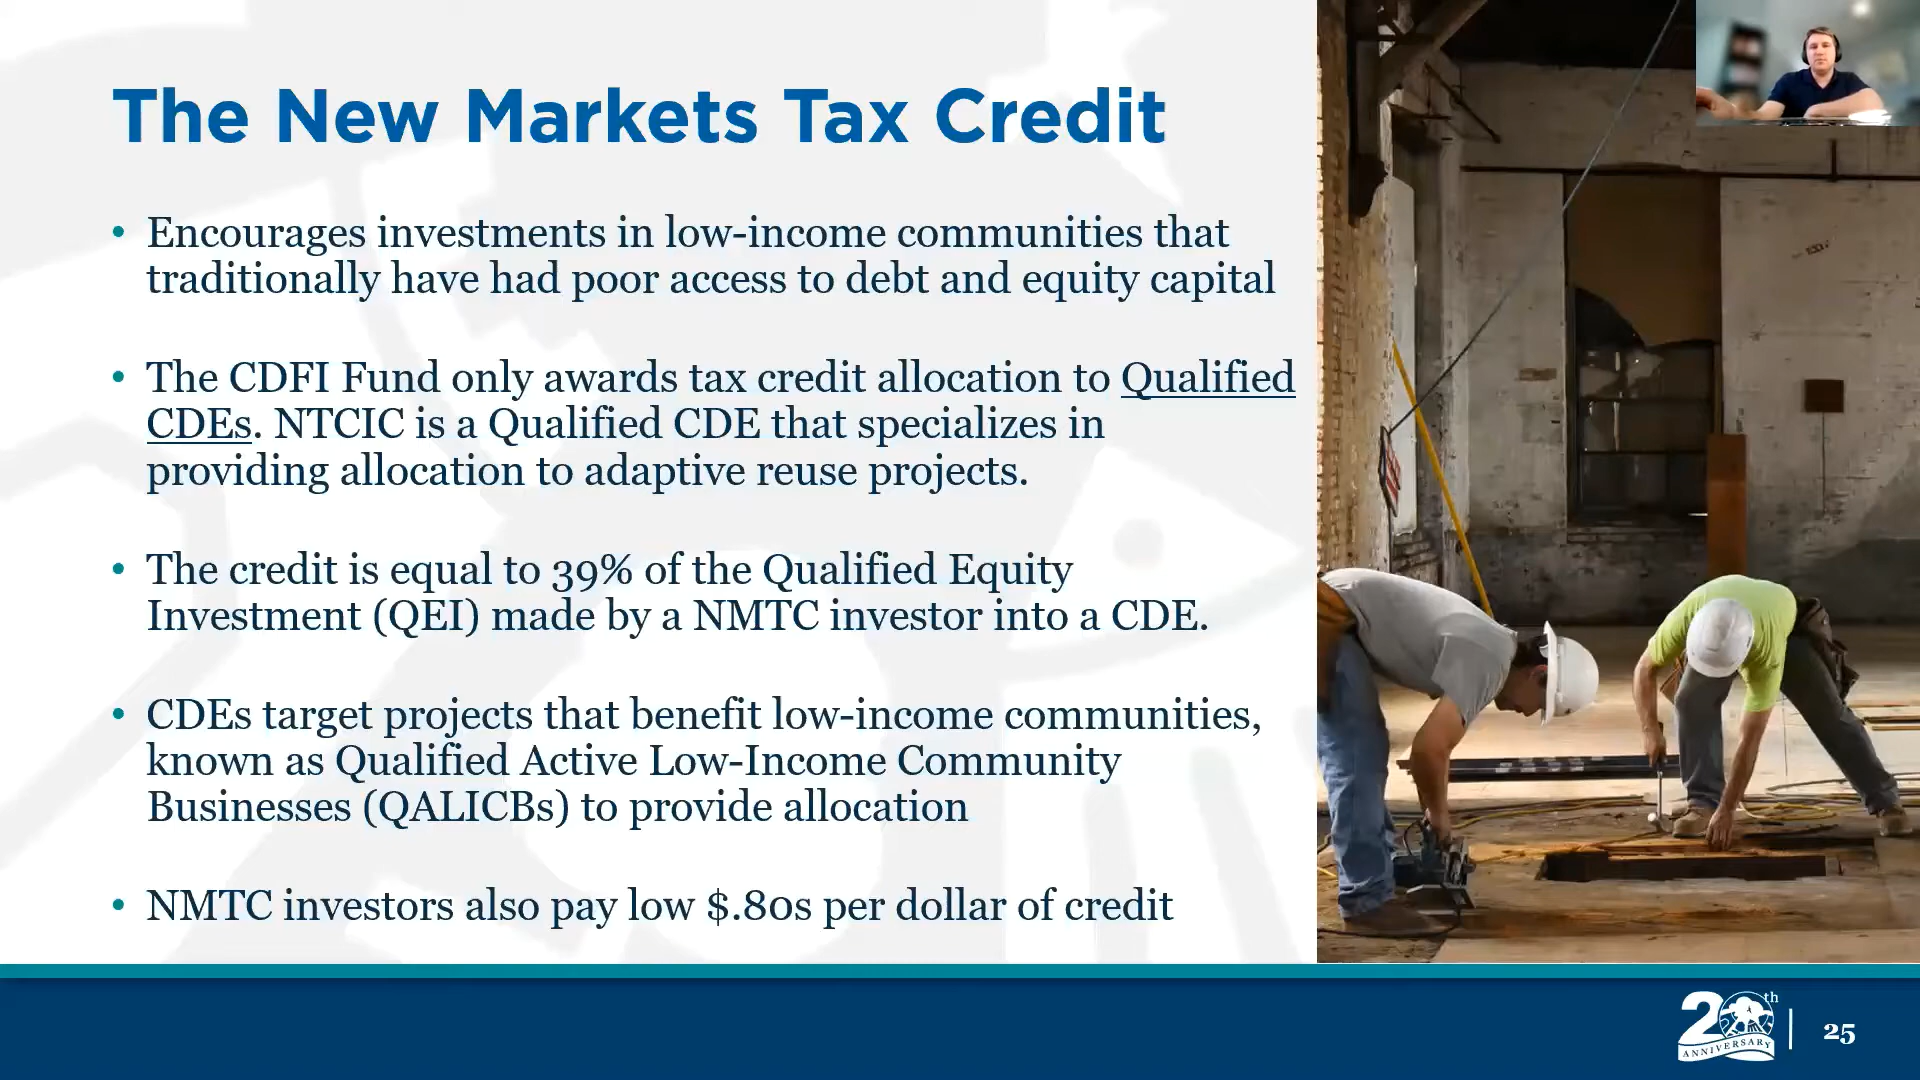 The New Markets Tax Credit
• Encourages investments in low-income communities that
traditionally have had poor access to debt and equity capital
• The CDFI Fund only awards tax credit allocation to Qualified
CDEs. NTCIC is a Qualified CDE that specializes in
providing allocation to adaptive reuse projects.
• The credit is equal to 39% of the Qualified Equity
Investment (QEI) made by a NMTC investor into a CDE.
• CDEs target projects that benefit low-income communities,
known as Qualified Active Low-Income Community
Businesses (QALICBs) to provide allocation
• NMTC investors also pay low $.80s per dollar of credit
20th
ANNIVERSARY
25